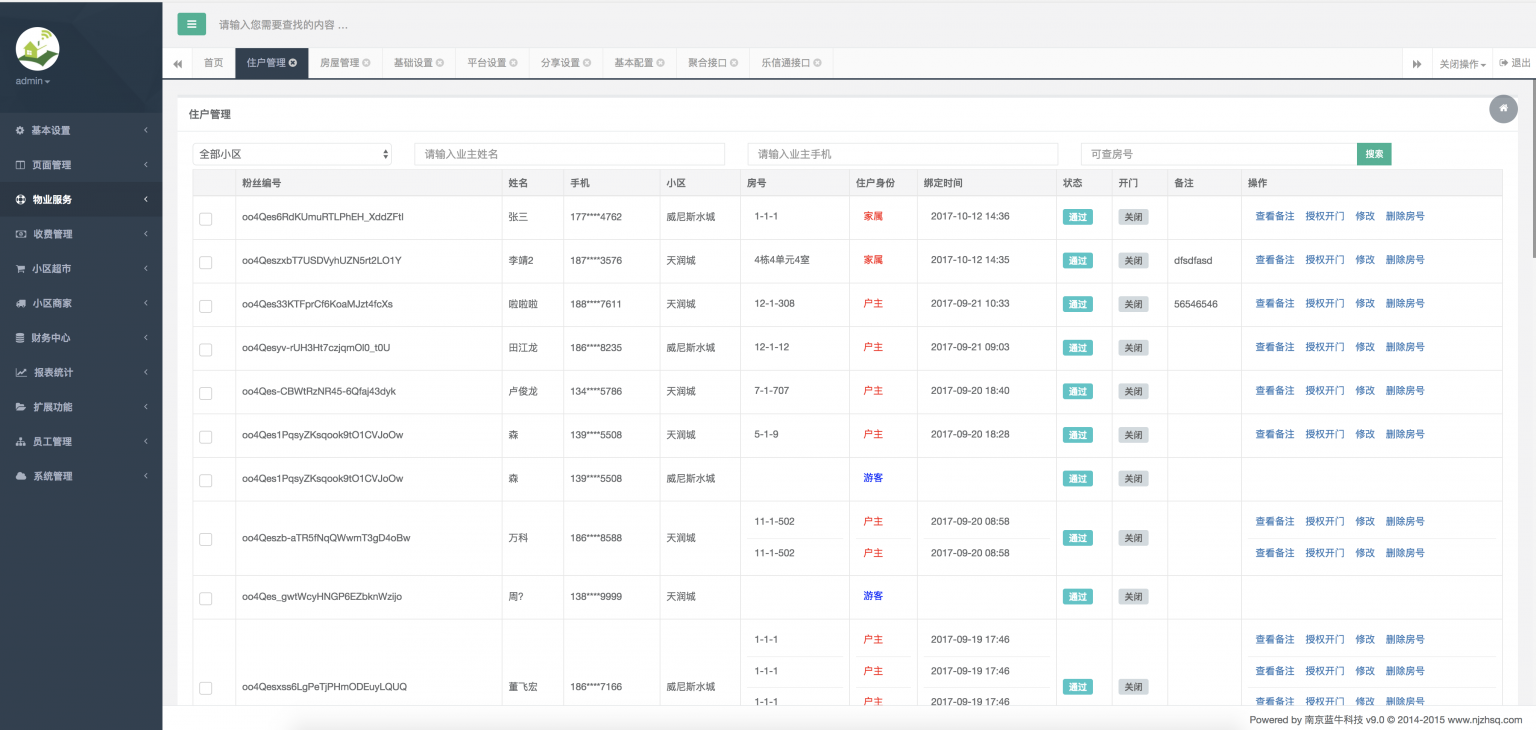 admin
基本设置
页面管理
物业服务
收费管理
小区超市
小区商家
财务中心
报表统计
扩展功能
员工管理
系统管理
请输入您需要查找的内容 …
首页 住户管理 房屋管理 基础设置 平台设置 分享设置 基本配置 聚合接口 乐信通接口 关闭操作 退出
住户管理
全部小区 请输入业主姓名 请输入业主手机 可查房号 搜索
粉丝编号 姓名 手机 小区 房号 住户身份 绑定时间 状态 开门 备注 操作
oo4Qes6RdKUmuRTLPhEH_XddZFtI 张三 177****4762 威尼斯水城 1-1-1 家属 2017-10-12 14:36 通过 关闭 查看备注 授权开门 修改 删除房号
oo4QeszxbT7USDVyhUZN5rt2LO1Y 李靖2 187****3576 天润城 4栋4单元4室 家属 2017-10-12 14:35 通过 关闭 dfsdfasd 查看备注 授权开门 修改 删除房号
oo4Qes33KTFprCf6KoaMJzt4fcXs 啦啦啦 188****7611 天润城 12-1-308 户主 2017-09-21 10:33 通过 关闭 56546546 查看备注 授权开门 修改 删除房号
oo4Qesyv-rUH3Ht7czjqmOl0_t0U 田江龙 186****8235 威尼斯水城 12-1-12 户主 2017-09-21 09:03 通过 关闭 查看备注 授权开门 修改 删除房号
oo4Qes-CBWtRzNR45-6Qfaj43dyk 卢俊龙 134****5786 天润城 7-1-707 户主 2017-09-20 18:40 通过 关闭 查看备注 授权开门 修改 删除房号
oo4Qes1PqsyZKsqook9tO1CVJoOw 森 139****5508 天润城 5-1-9 户主 2017-09-20 18:28 通过 关闭 查看备注 授权开门 修改 删除房号
oo4Qes1PqsyZKsqook9tO1CVJoOw 森 139****5508 威尼斯水城 游客 通过 关闭
11-1-502 户主 2017-09-20 08:58 查看备注 授权开门 修改 删除房号
oo4Qeszb-aTR5fNqQWwmT3gD4oBw 万科 186****8588 天润城 通过 关闭
11-1-502 户主 2017-09-20 08:58 查看备注 授权开门 修改 删除房号
oo4Qes_gwtWcyHNGP6EZbknWzijo 周? 138****9999 天润城 游客 通过 关闭
1-1-1 户主 2017-09-19 17:46 查看备注 授权开门 修改 删除房号
1-1-1 户主 2017-09-19 17:46 查看备注 授权开门 修改 删除房号
oo4Qesxss6LgPeTjPHmODEuyLQUQ 董飞宏 186****7166 威尼斯水城 通过 关闭
1-1-1 户主 2017-09-19 17:46 查看备注 授权开门 修改 删除房号
Powered by 南京蓝牛科技 v9.0 © 2014-2015 www.njzhsq.com